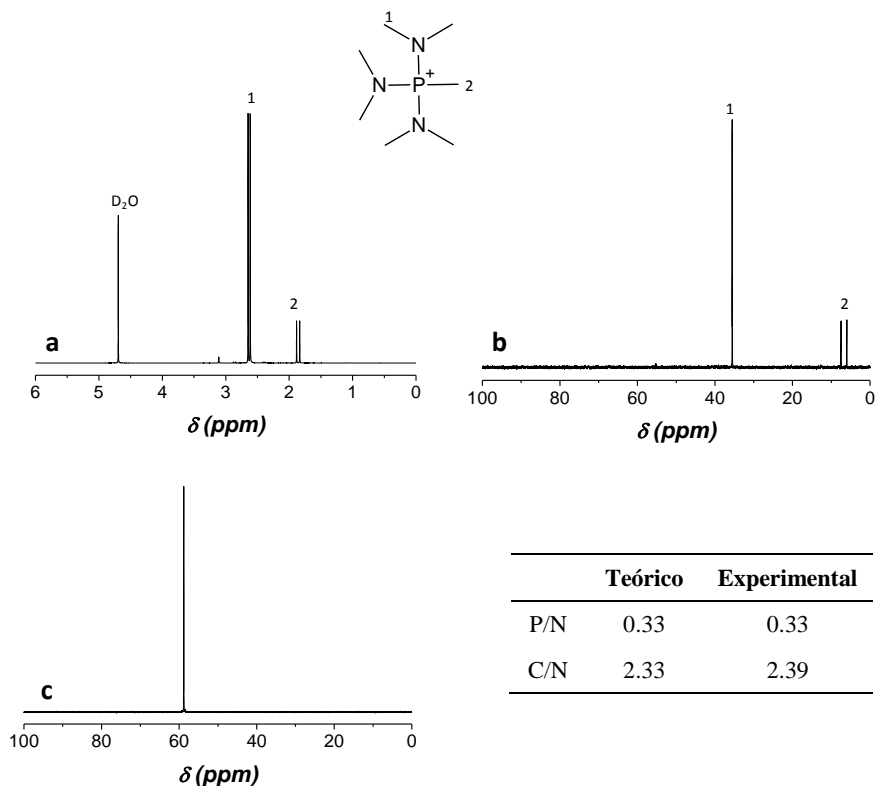 1
N
N
P
+
2
N
1
D₂O
2
a
6 5 4 3 2 1 0
δ (ppm)
1
2
b
100 80 60 40 20 0
δ (ppm)
c
100 80 60 40 20 0
δ (ppm)
Teórico Experimental
P/N 0.33 0.33
C/N 2.33 2.39